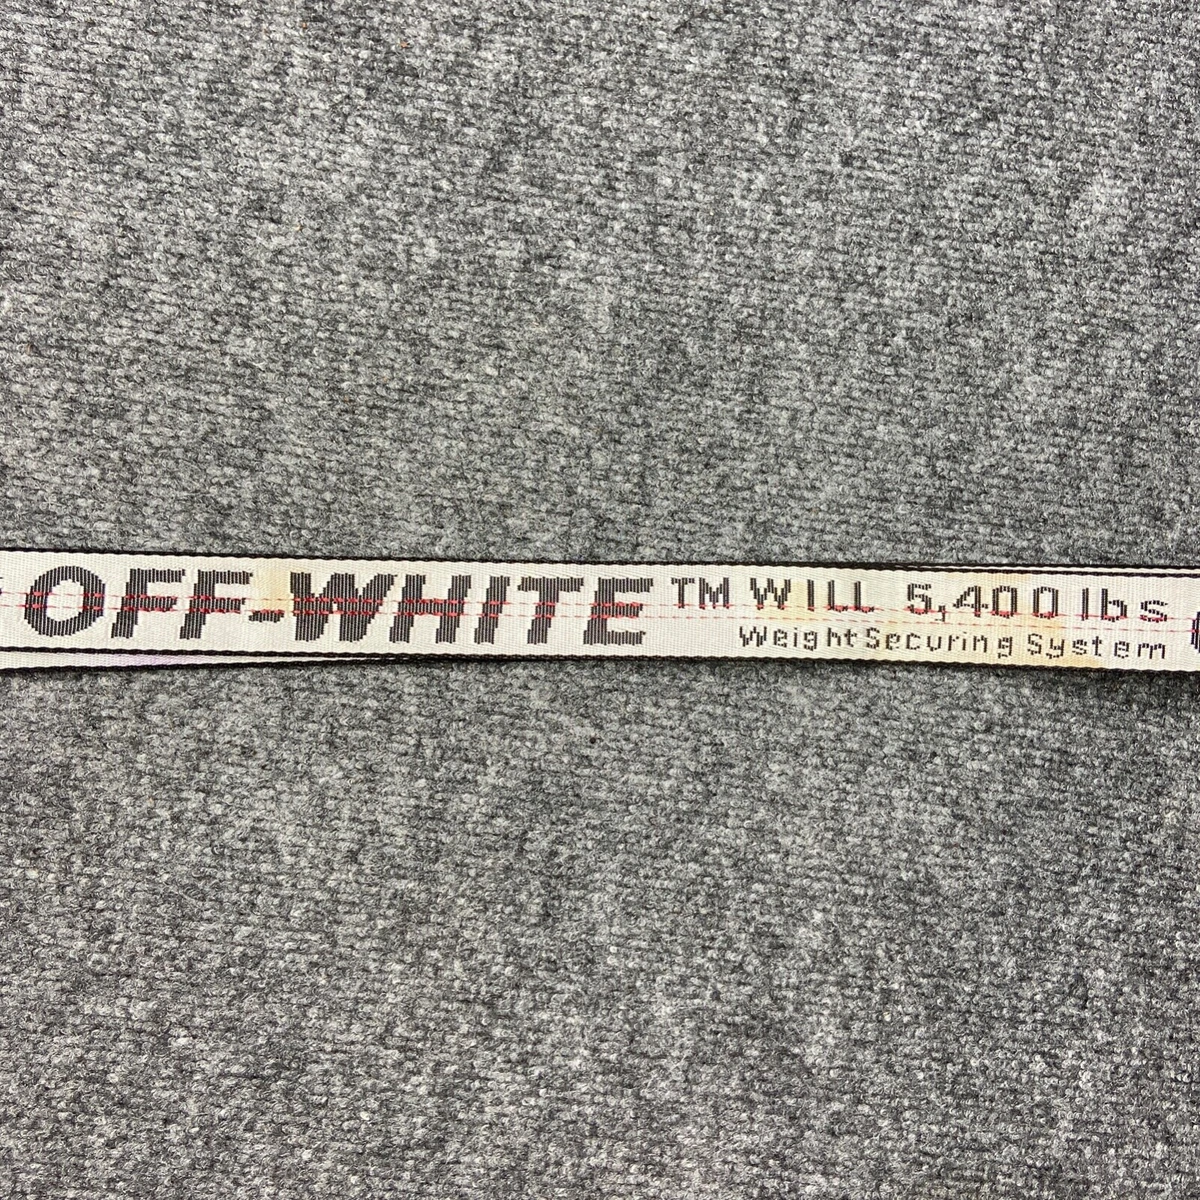 OFF-WHITE™ WILL 5,400 lbs
Weight Securing System